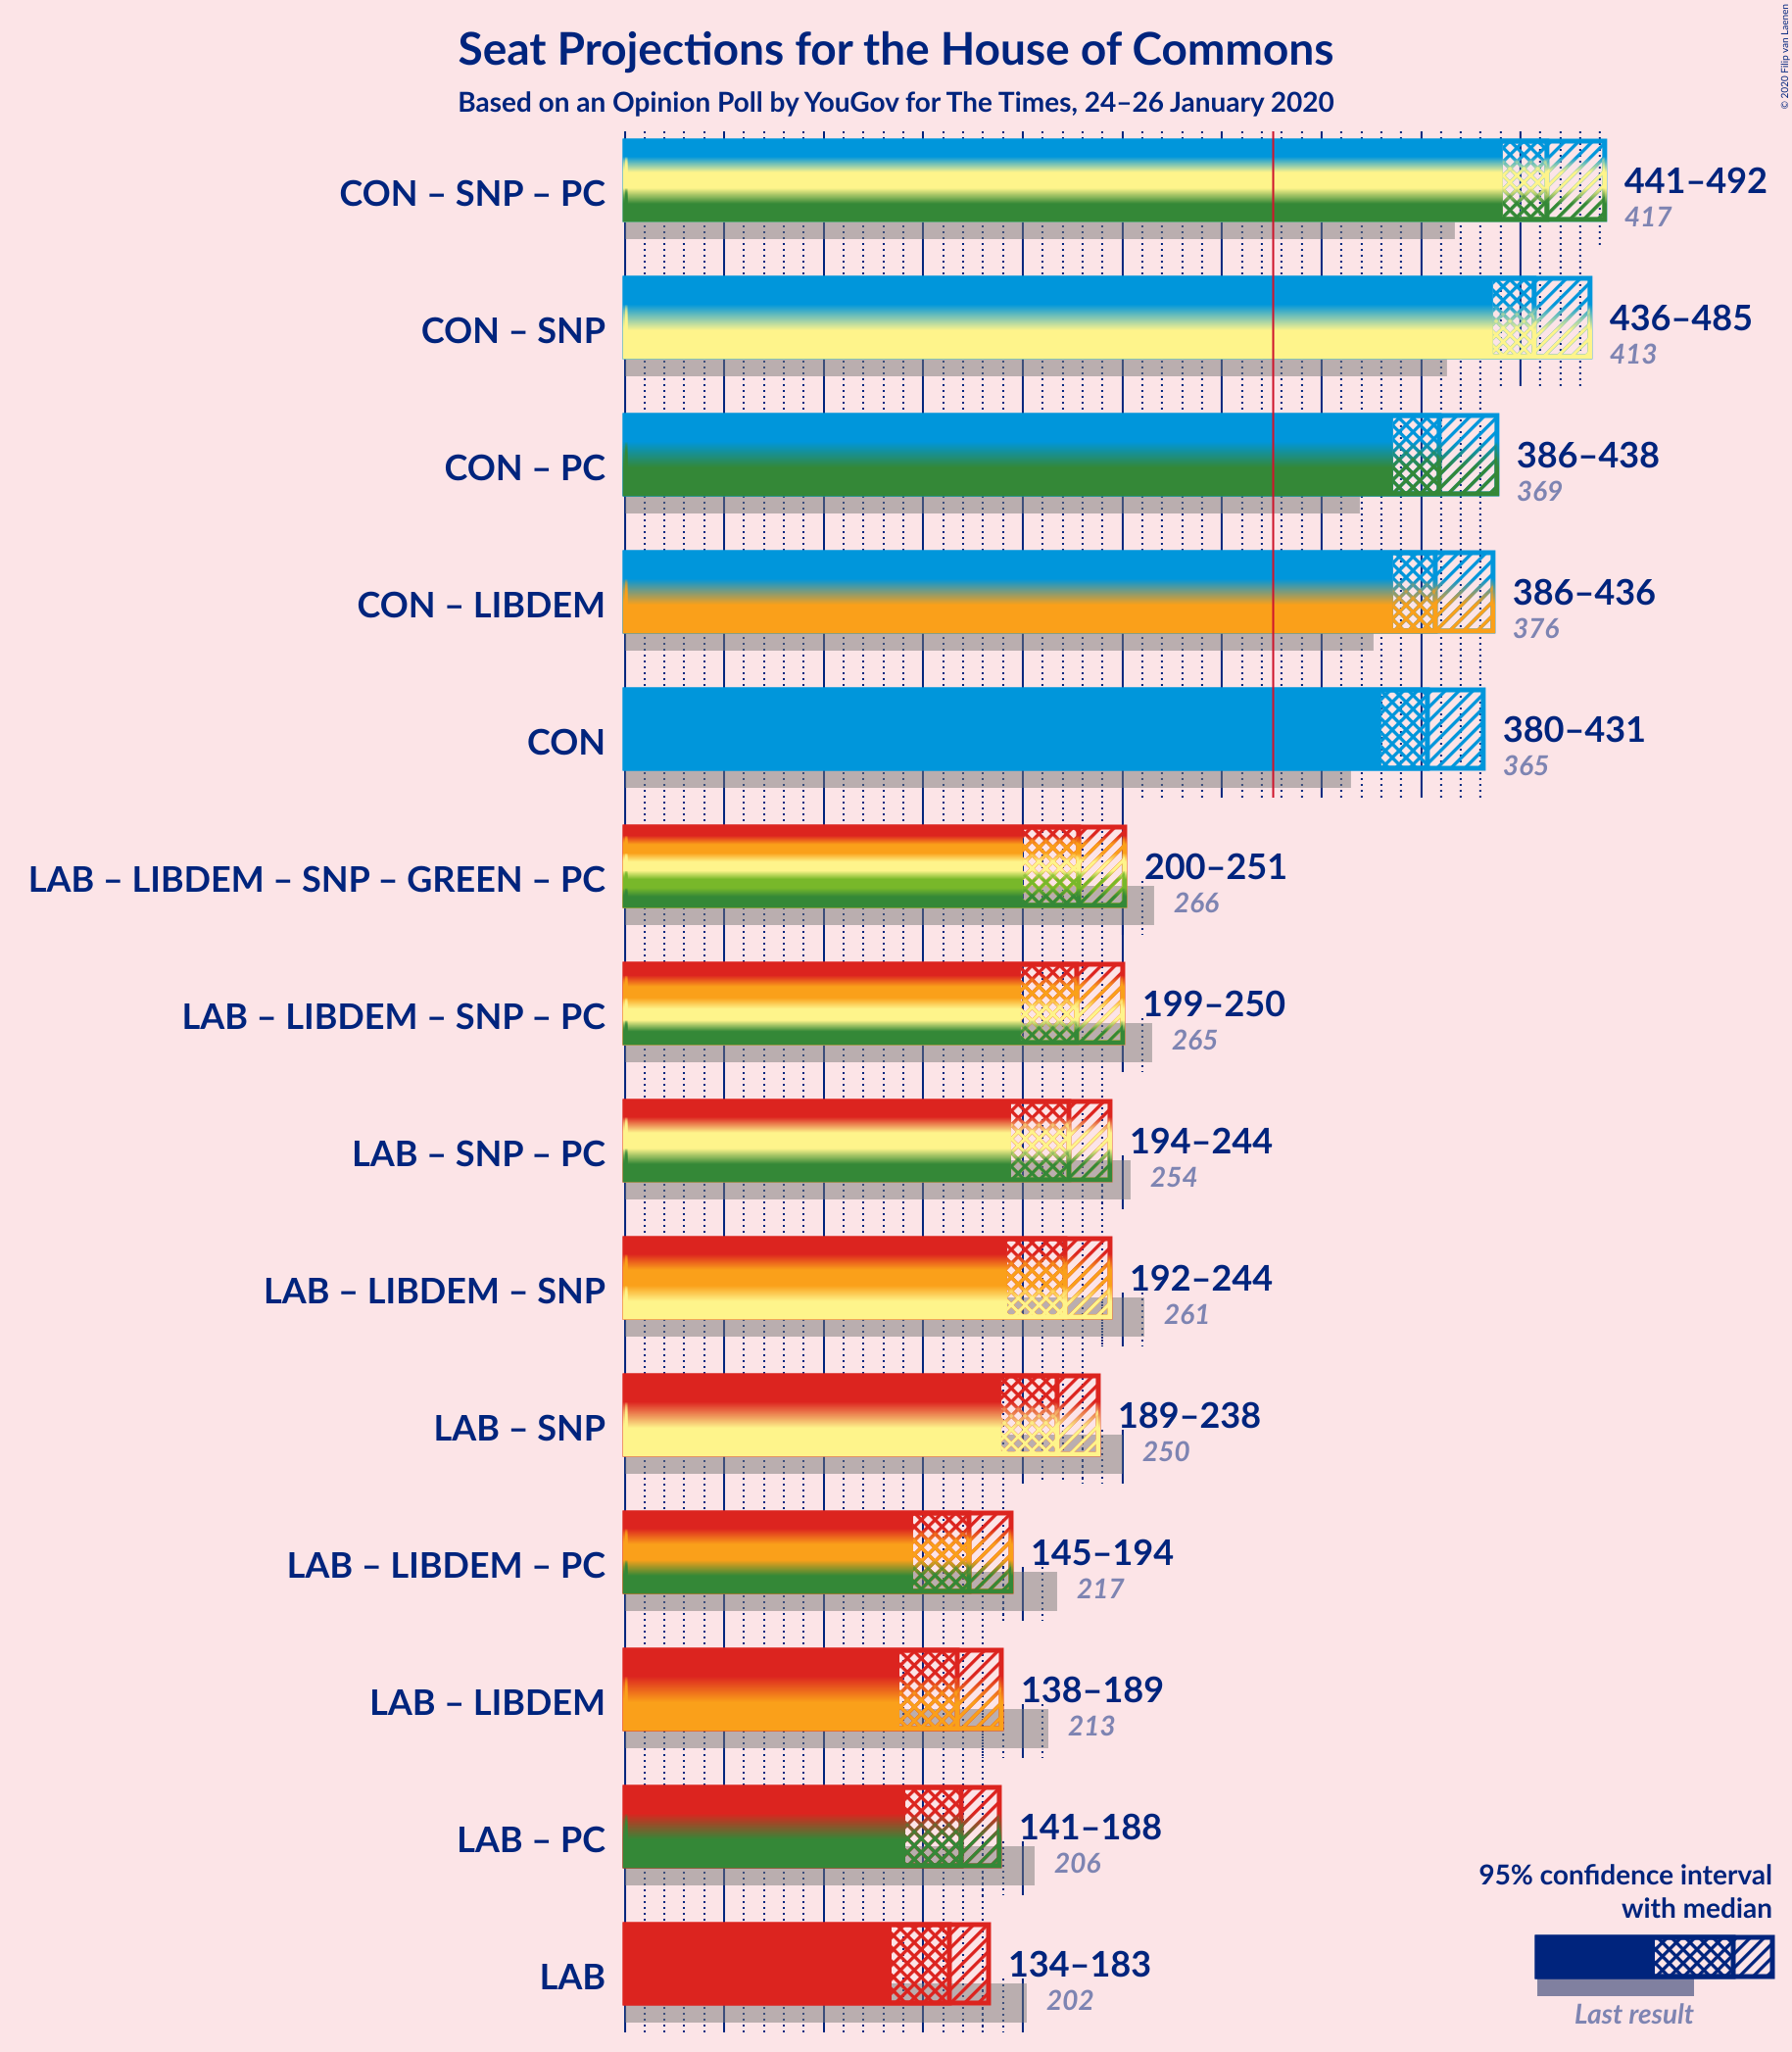 Seat Projections for the House of Commons
Based on an Opinion Poll by YouGov for The Times, 24–26 January 2020
© 2020 Filip van Laenen
CON – SNP – PC
441–492
417
CON – SNP
436–485
413
CON – PC
386–438
369
CON – LIBDEM
386–436
376
CON
380–431
365
LAB – LIBDEM – SNP – GREEN – PC
200–251
266
LAB – LIBDEM – SNP – PC
199–250
265
LAB – SNP – PC
194–244
254
LAB – LIBDEM – SNP
192–244
261
LAB – SNP
189–238
250
LAB – LIBDEM – PC
145–194
217
LAB – LIBDEM
138–189
213
LAB – PC
141–188
206
LAB
134–183
202
95% confidence interval
with median
Last result